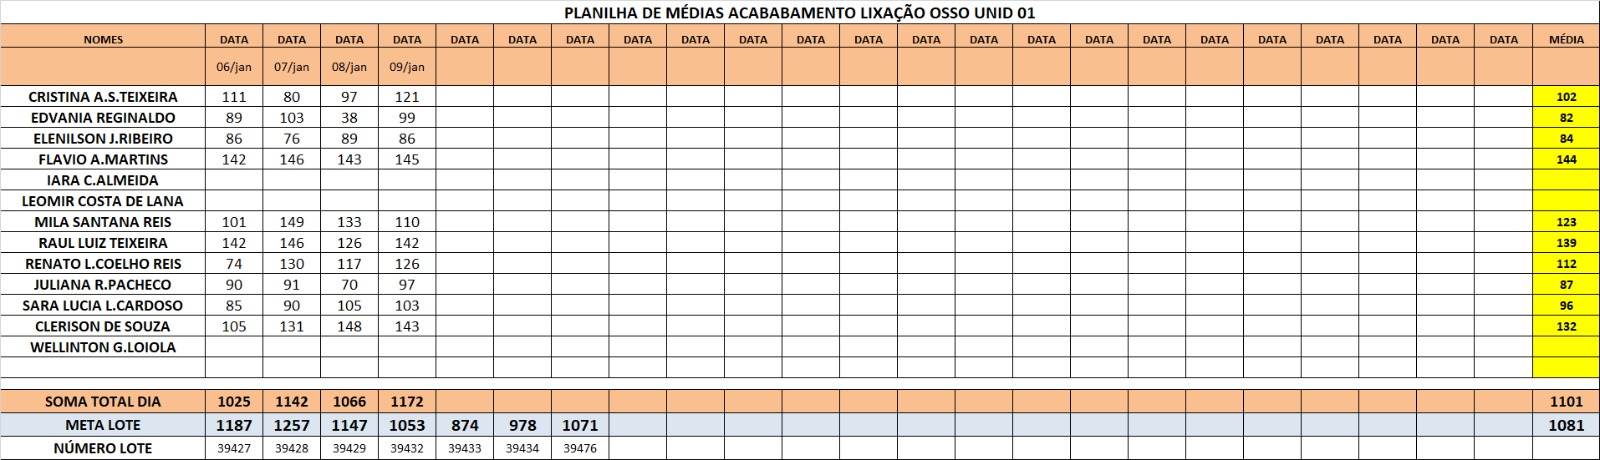 PLANILHA DE MÉDIAS ACABABAMENTO LIXAÇÃO OSSO UNID 01
NOMES DATA DATA DATA DATA DATA DATA DATA DATA DATA DATA DATA DATA DATA DATA DATA DATA DATA DATA DATA DATA DATA DATA DATA MÉDIA
06/jan 07/jan 08/jan 09/jan
CRISTINA A.S.TEIXEIRA 111 80 97 121 102
EDVANIA REGINALDO 89 103 38 99 82
ELENILSON J.RIBEIRO 86 76 89 86 84
FLAVIO A.MARTINS 142 146 143 145 144
IARA C.ALMEIDA
LEOMIR COSTA DE LANA
MILA SANTANA REIS 101 149 133 110 123
RAUL LUIZ TEIXEIRA 142 146 126 142 139
RENATO L.COELHO REIS 74 130 117 126 112
JULIANA R.PACHECO 90 91 70 97 87
SARA LUCIA L.CARDOSO 85 90 105 103 96
CLERISON DE SOUZA 105 131 148 143 132
WELLINTON G.LOIOLA
SOMA TOTAL DIA 1025 1142 1066 1172 1101
META LOTE 1187 1257 1147 1053 874 978 1071 1081
NÚMERO LOTE 39427 39428 39429 39432 39433 39434 39476